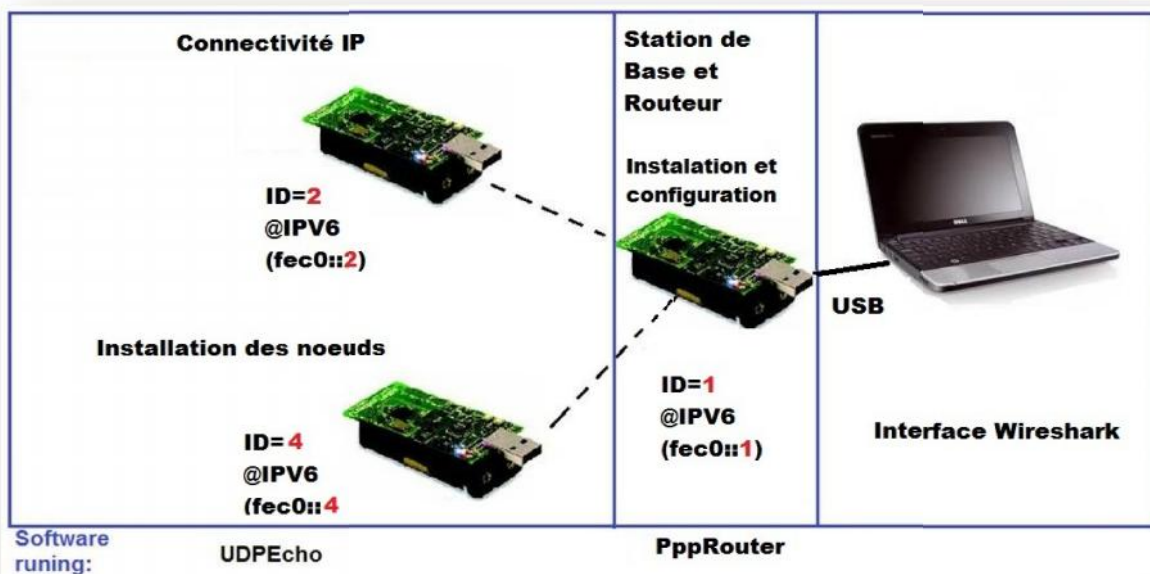 Connectivité IP
ID=2
@IPV6
(fec0::2)
Installation des noeuds
ID=4
@IPV6
(fec0::4
Station de
Base et
Routeur
Instalation et
configuration
ID=1
@IPV6
(fec0::1)
DELL
USB
Interface Wireshark
Software
runing:
UDPEcho
PppRouter